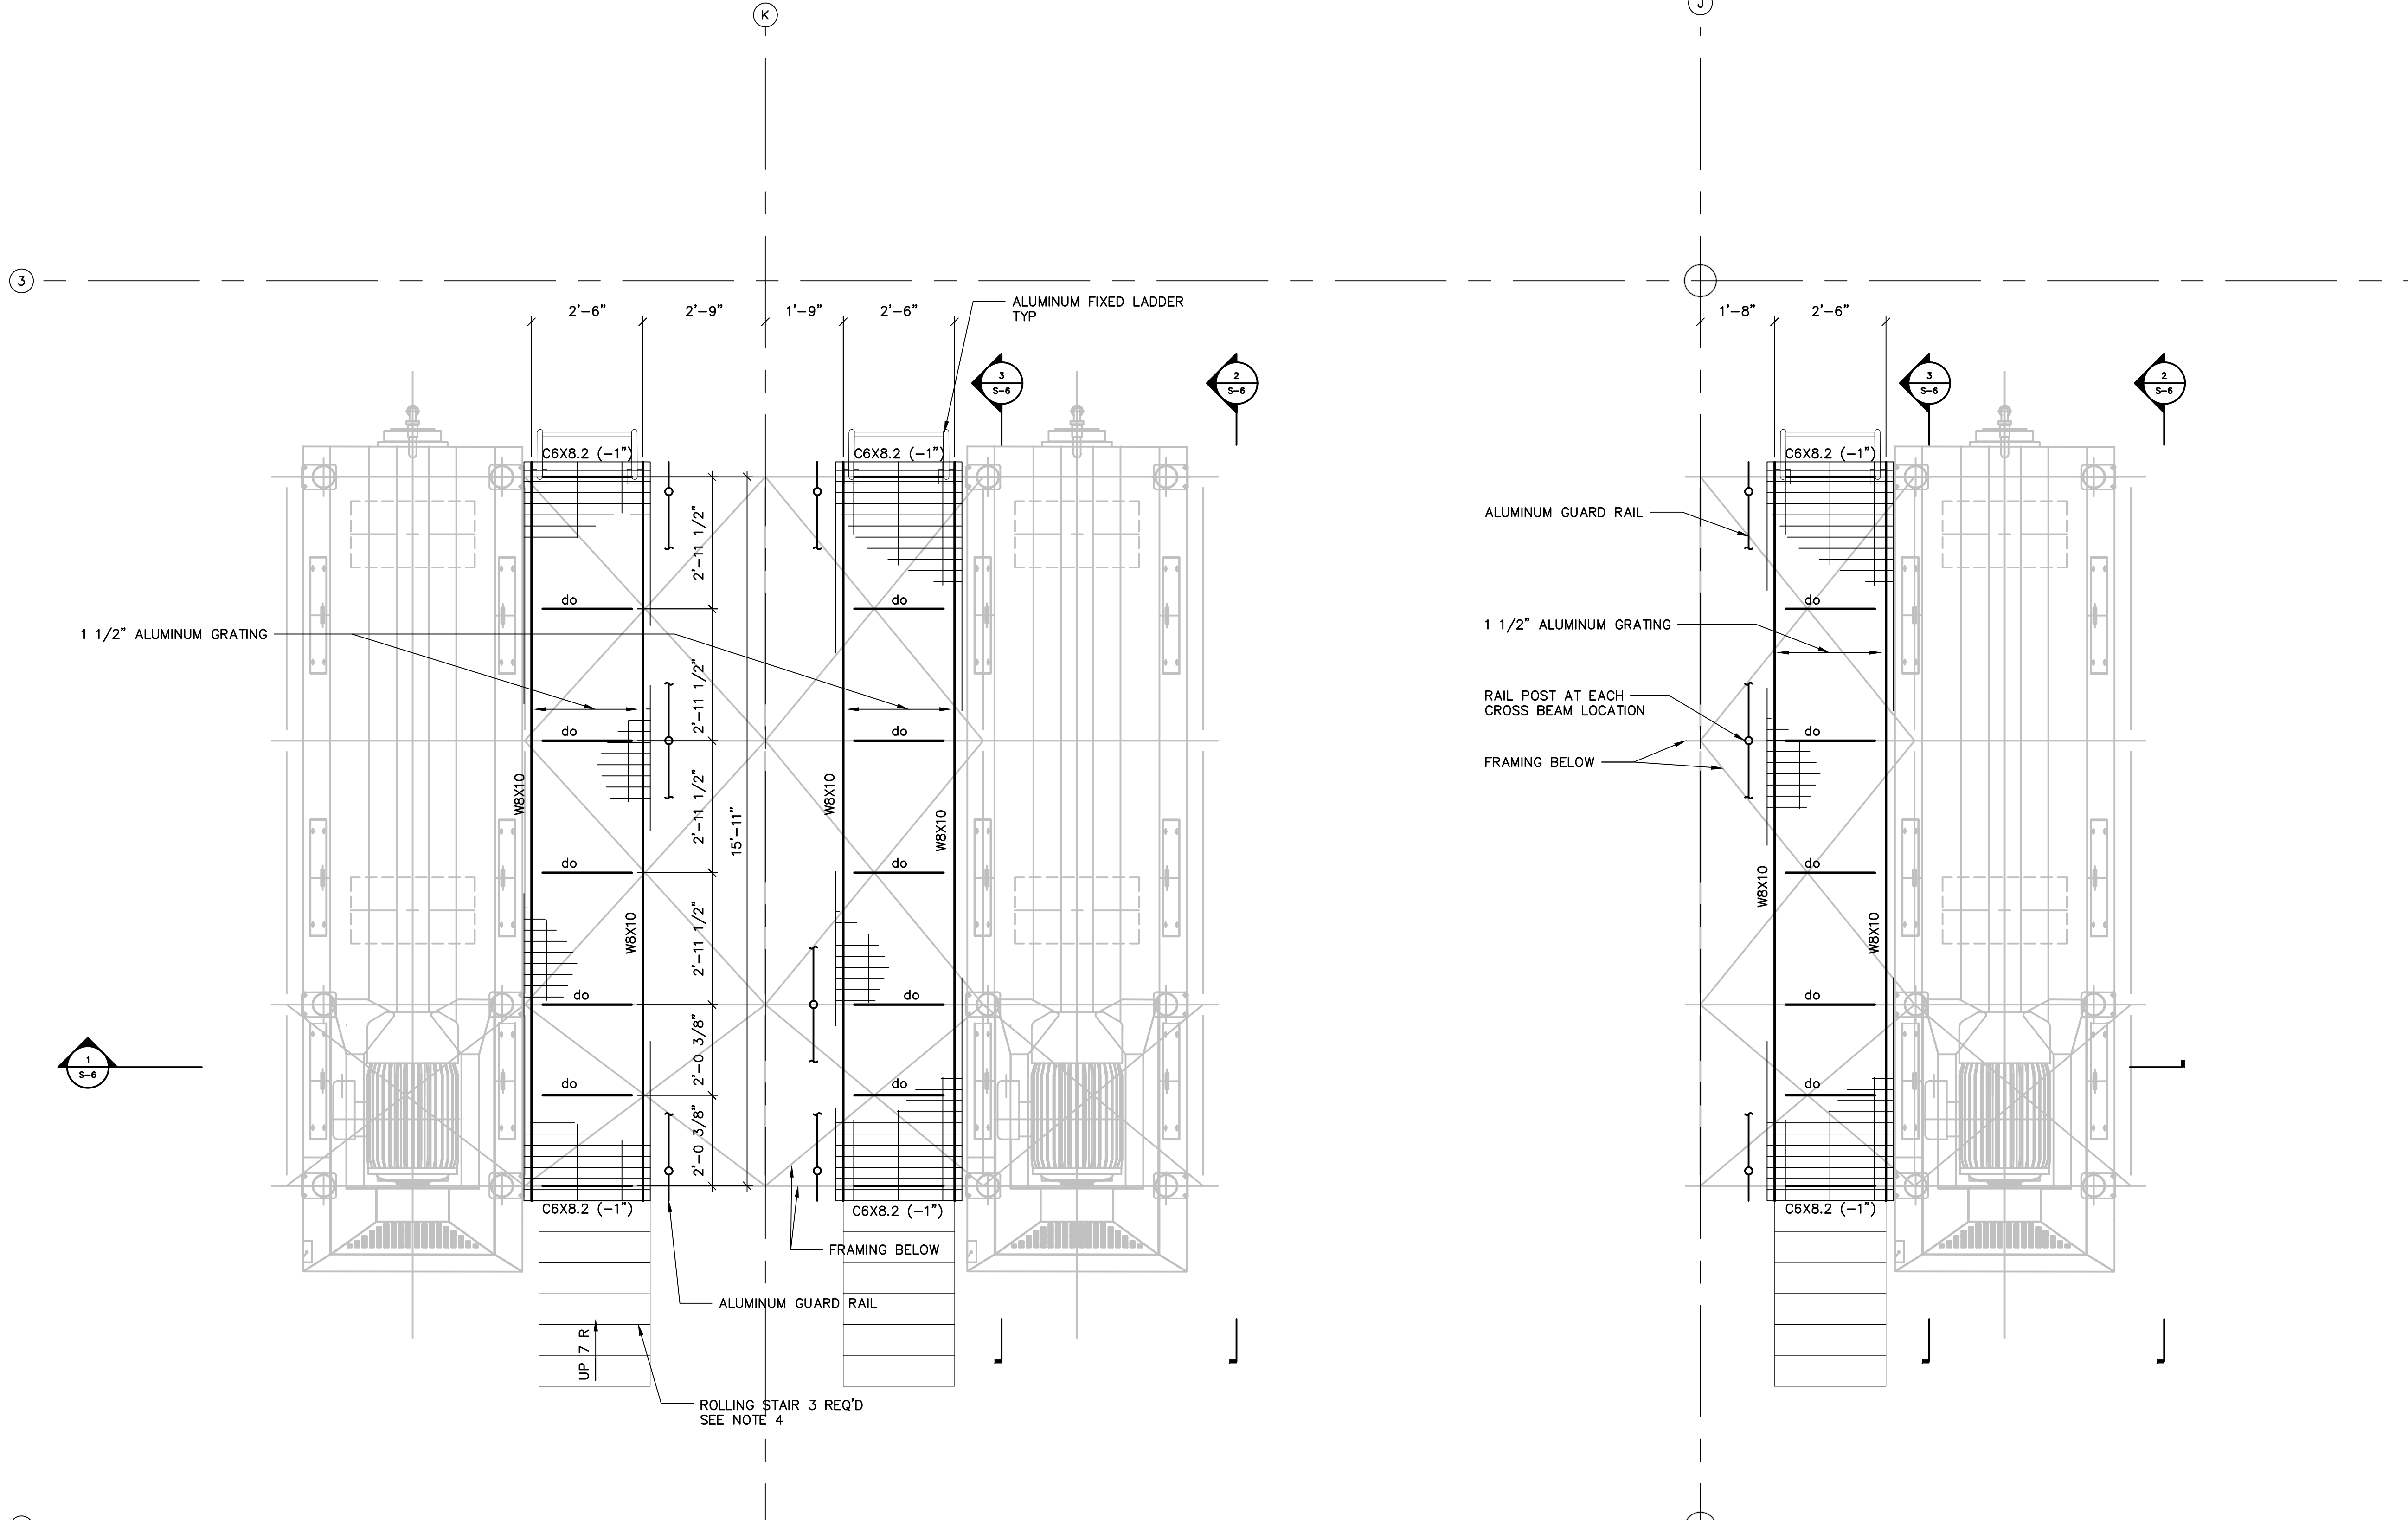 K
J
3
2'-6"
2'-9"
1'-9"
2'-6"
ALUMINUM FIXED LADDER
TYP
1'-8"
2'-6"
3
S-6
2
S-6
3
S-6
2
S-6
C6X8.2 (-1")
C6X8.2 (-1")
C6X8.2 (-1")
2'-11 1/2"
ALUMINUM GUARD RAIL
do
do
do
1 1/2" ALUMINUM GRATING
1 1/2" ALUMINUM GRATING
2'-11 1/2"
RAIL POST AT EACH
CROSS BEAM LOCATION
do
do
do
FRAMING BELOW
W8X10
2'-11 1/2"
15'-11"
W8X10
W8X10
do
do
do
W8X10
W8X10
2'-11 1/2"
W8X10
do
do
do
2'-0 3/8"
1
S-6
do
do
do
2'-0 3/8"
C6X8.2 (-1")
C6X8.2 (-1")
C6X8.2 (-1")
FRAMING BELOW
ALUMINUM GUARD RAIL
UP 7 R
ROLLING STAIR 3 REQ'D
SEE NOTE 4